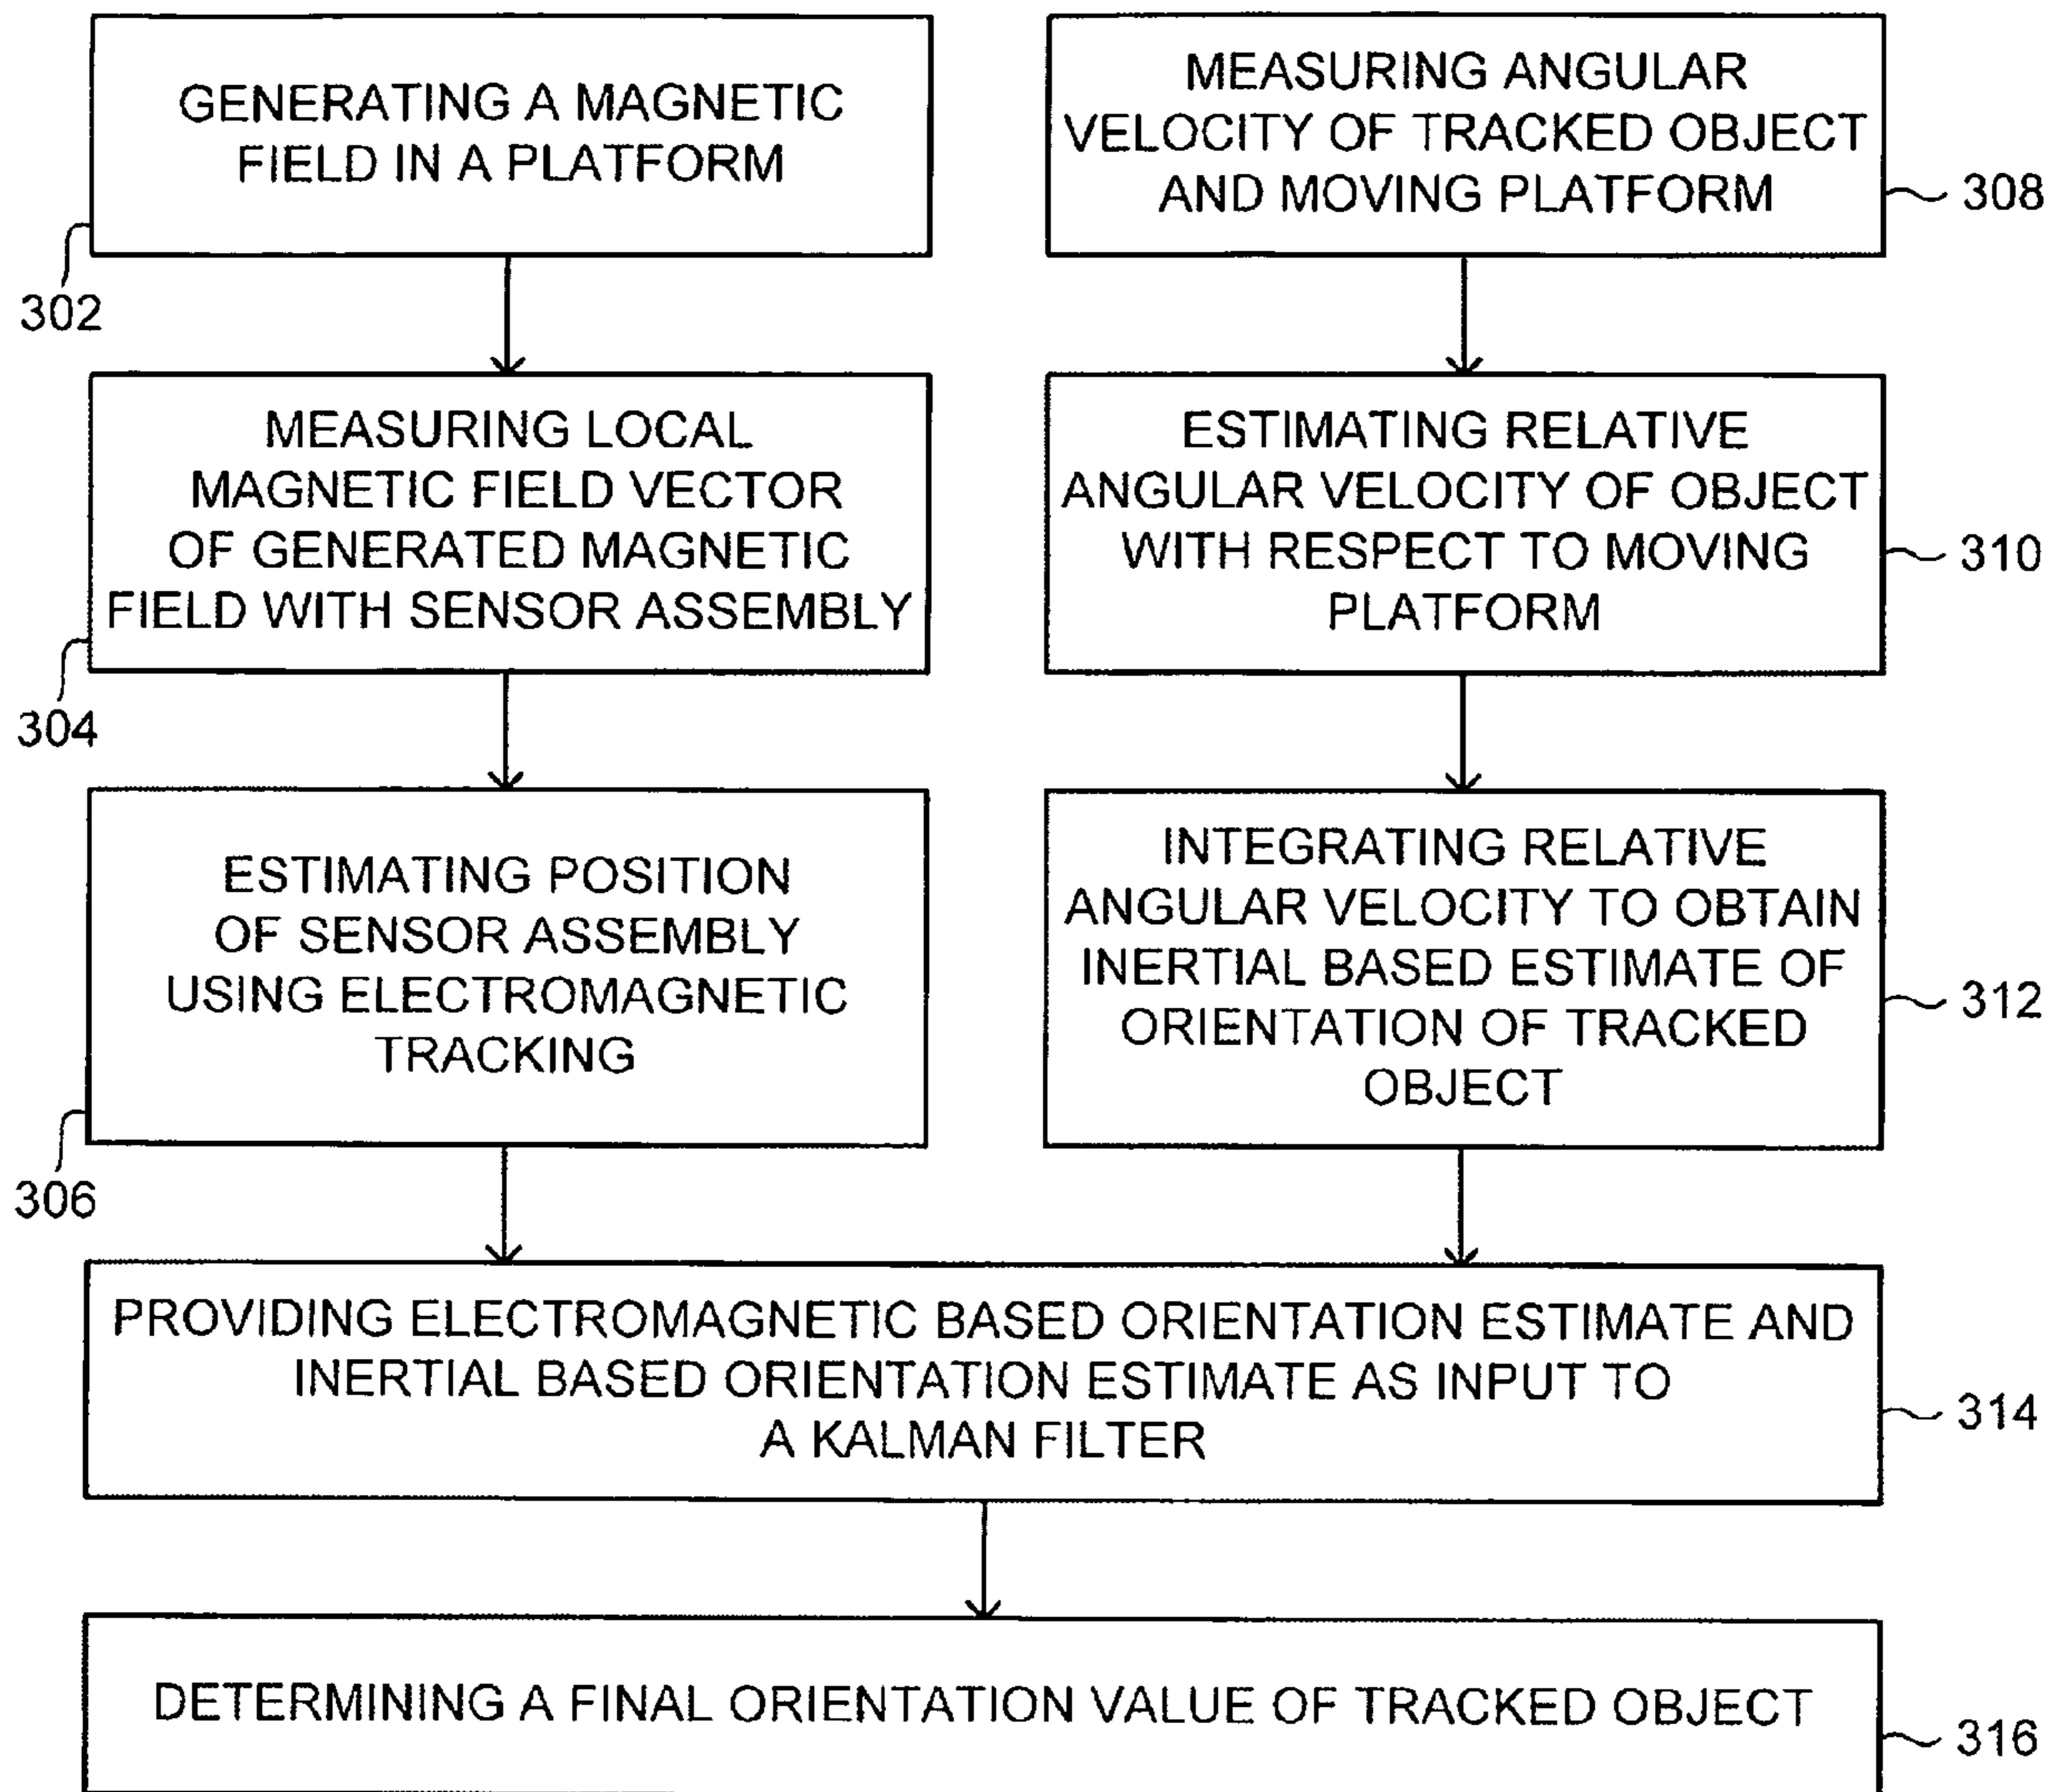 GENERATING A MAGNETIC
FIELD IN A PLATFORM
302
MEASURING LOCAL
MAGNETIC FIELD VECTOR
OF GENERATED MAGNETIC
FIELD WITH SENSOR ASSEMBLY
304
ESTIMATING POSITION
OF SENSOR ASSEMBLY
USING ELECTROMAGNETIC
TRACKING
306
MEASURING ANGULAR
VELOCITY OF TRACKED OBJECT
AND MOVING PLATFORM
308
ESTIMATING RELATIVE
ANGULAR VELOCITY OF OBJECT
WITH RESPECT TO MOVING
PLATFORM
310
INTEGRATING RELATIVE
ANGULAR VELOCITY TO OBTAIN
INERTIAL BASED ESTIMATE OF
ORIENTATION OF TRACKED
OBJECT
312
PROVIDING ELECTROMAGNETIC BASED ORIENTATION ESTIMATE AND
INERTIAL BASED ORIENTATION ESTIMATE AS INPUT TO
A KALMAN FILTER
314
DETERMINING A FINAL ORIENTATION VALUE OF TRACKED OBJECT
316